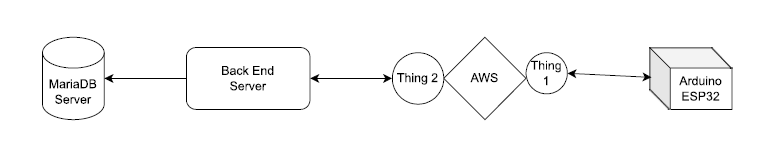 MariaDB
Server
Back End
Server
Thing 2
AWS
Thing
1
Arduino
ESP32